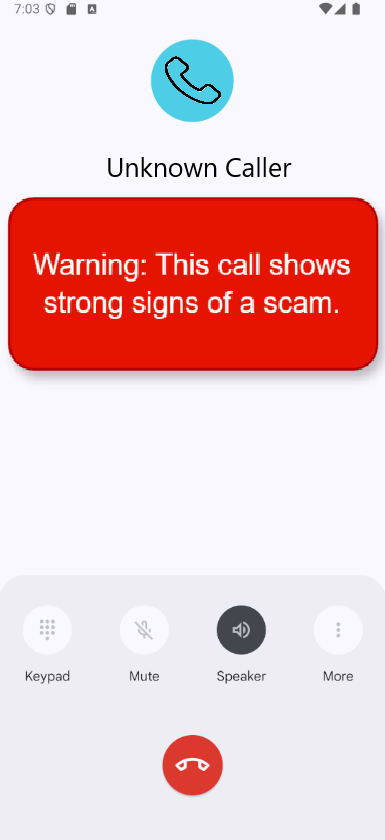 7:03
Unknown Caller
Warning: This call shows
strong signs of a scam.
Keypad Mute Speaker More